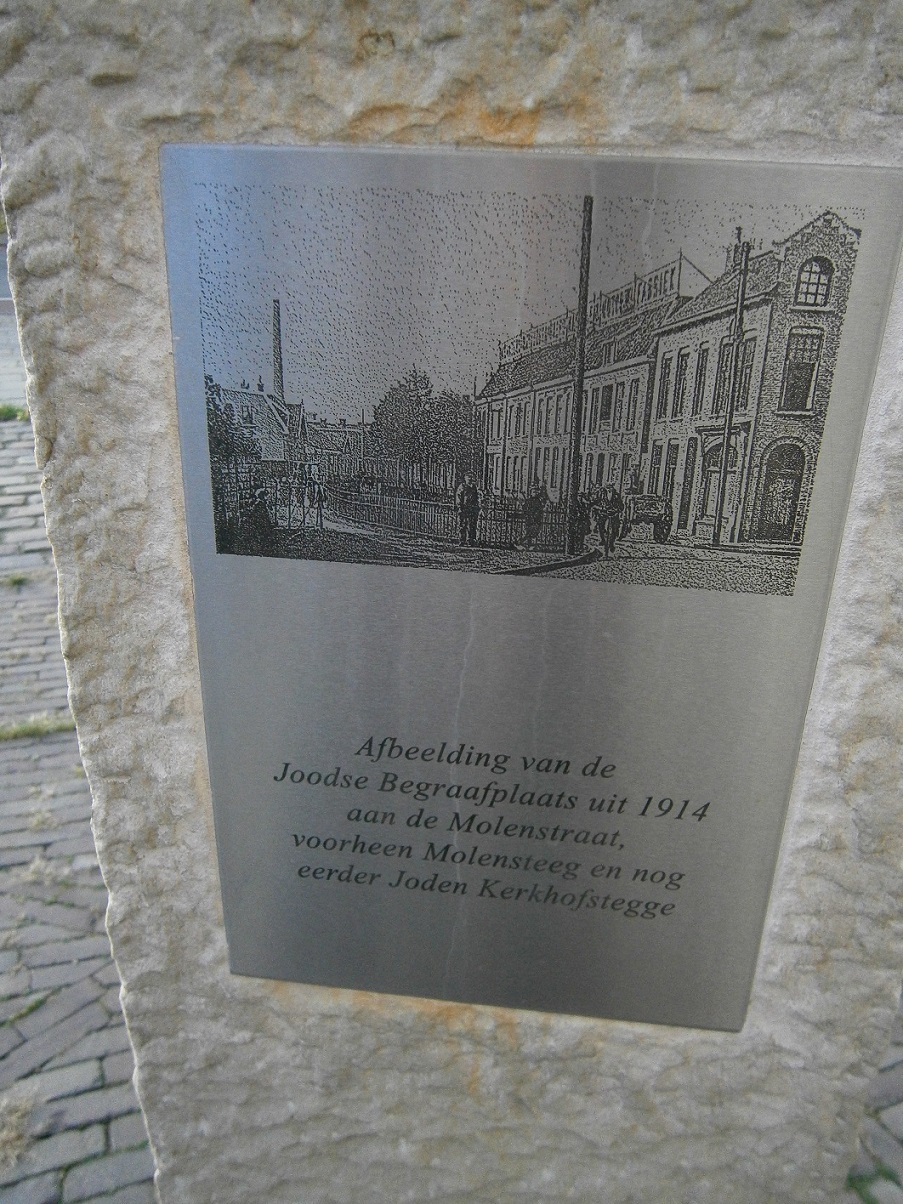 Afbeelding van de
Joodse Begraafplaats uit 1914
aan de Molenstraat,
voorheen Molensteeg en nog
eerder Joden Kerkhofstegge